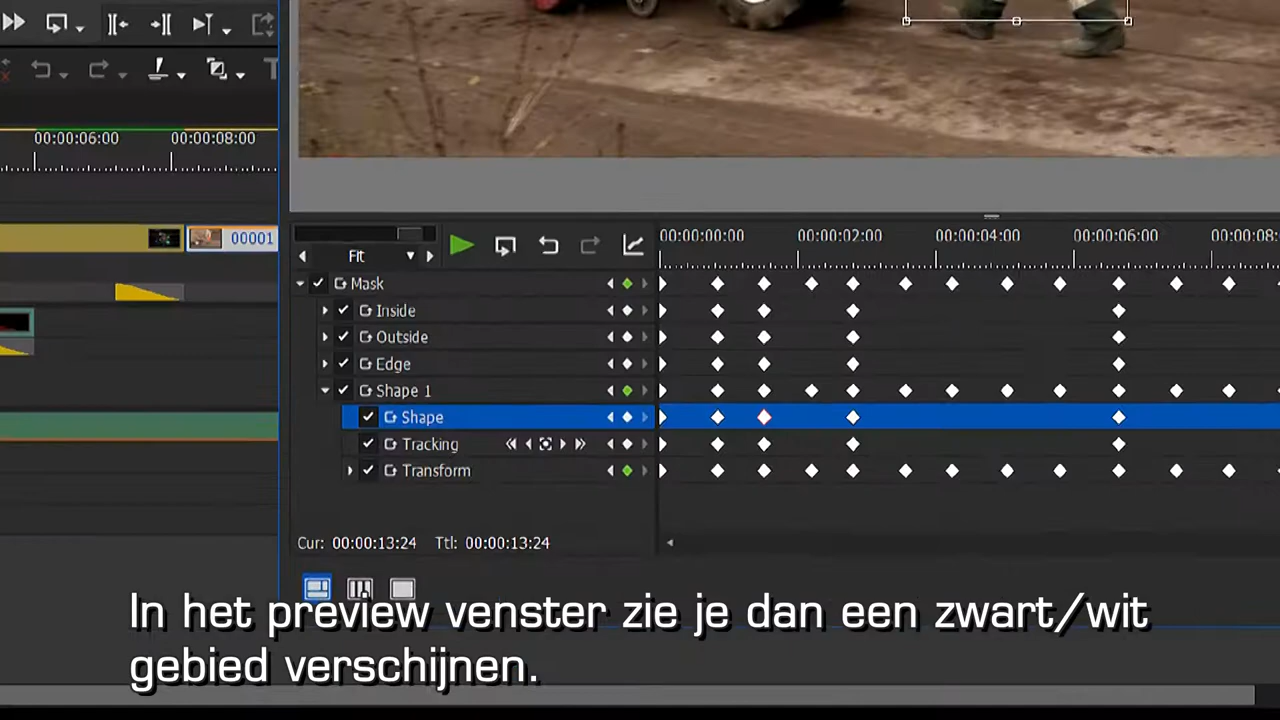 00:00:06:00 00:00:08:00
00001
Fit
00:00:00:00 00:00:02:00 00:00:04:00 00:00:06:00 00:00:08:
Mask
Inside
Outside
Edge
Shape 1
Shape
Tracking
Transform
Cur: 00:00:13:24 Ttl: 00:00:13:24
In het preview venster zie je dan een zwart/wit
gebied verschijnen.